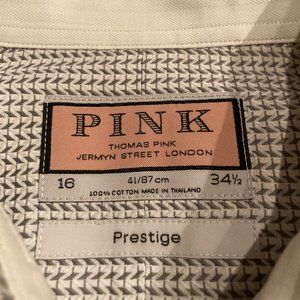 PINK
THOMAS PINK
JERMYN STREET LONDON
16 41/87cm 34½
100% COTTON MADE IN THAILAND
Prestige